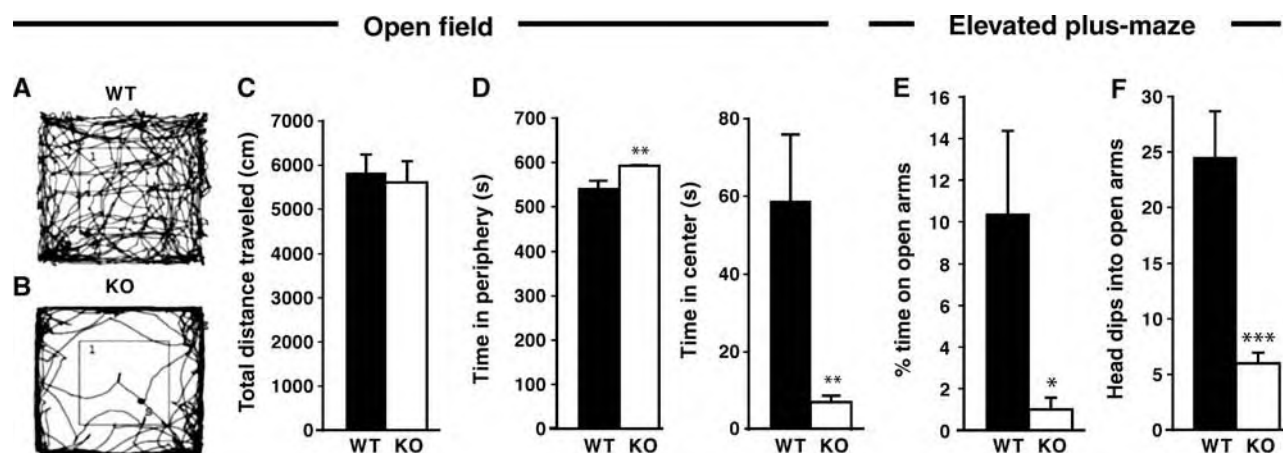 Open field
Elevated plus-maze
A
WT
1
B
KO
1
C
Total distance traveled (cm)
7000
6000
5000
4000
3000
2000
1000
0
WT KO
D
Time in periphery (s)
700
600
500
400
300
200
100
0
**
WT KO
Time in center (s)
80
60
40
20
0
**
WT KO
E
% time on open arms
16
14
12
10
8
6
4
2
0
*
WT KO
F
Head dips into open arms
30
25
20
15
10
5
0
***
WT KO